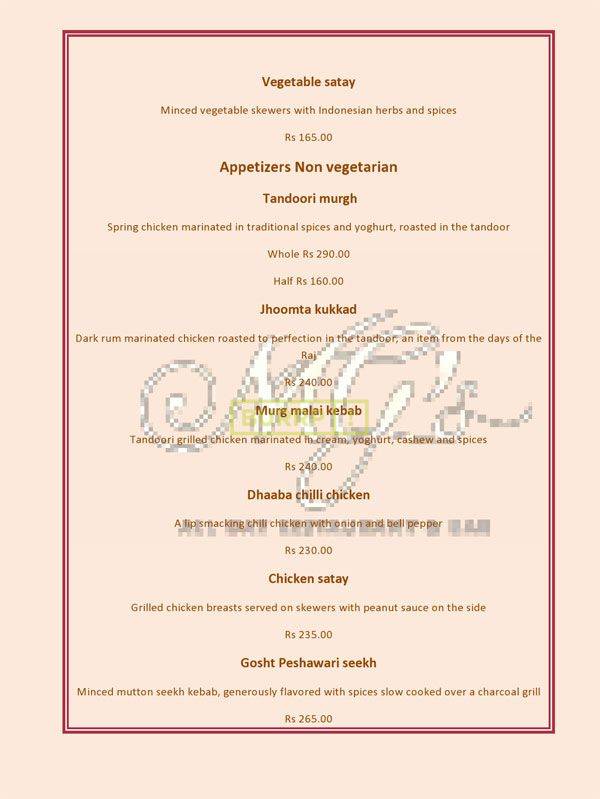 Vegetable satay
Minced vegetable skewers with Indonesian herbs and spices
Rs 165.00
Appetizers Non vegetarian
Tandoori murgh
Spring chicken marinated in traditional spices and yoghurt, roasted in the tandoor
Whole Rs 290.00
Half Rs 160.00
Jhoomta kukkad
Dark rum marinated chicken roasted to perfection in the tandoor, an item from the days of the
Raj
Rs 240.00
Murg malai kebab
Tandoori grilled chicken marinated in cream, yoghurt, cashew and spices
Rs 240.00
Dhaaba chilli chicken
A lip smacking chili chicken with onion and bell pepper
Rs 230.00
Chicken satay
Grilled chicken breasts served on skewers with peanut sauce on the side
Rs 235.00
Gosht Peshawari seekh
Minced mutton seekh kebab, generously flavored with spices slow cooked over a charcoal grill
Rs 265.00